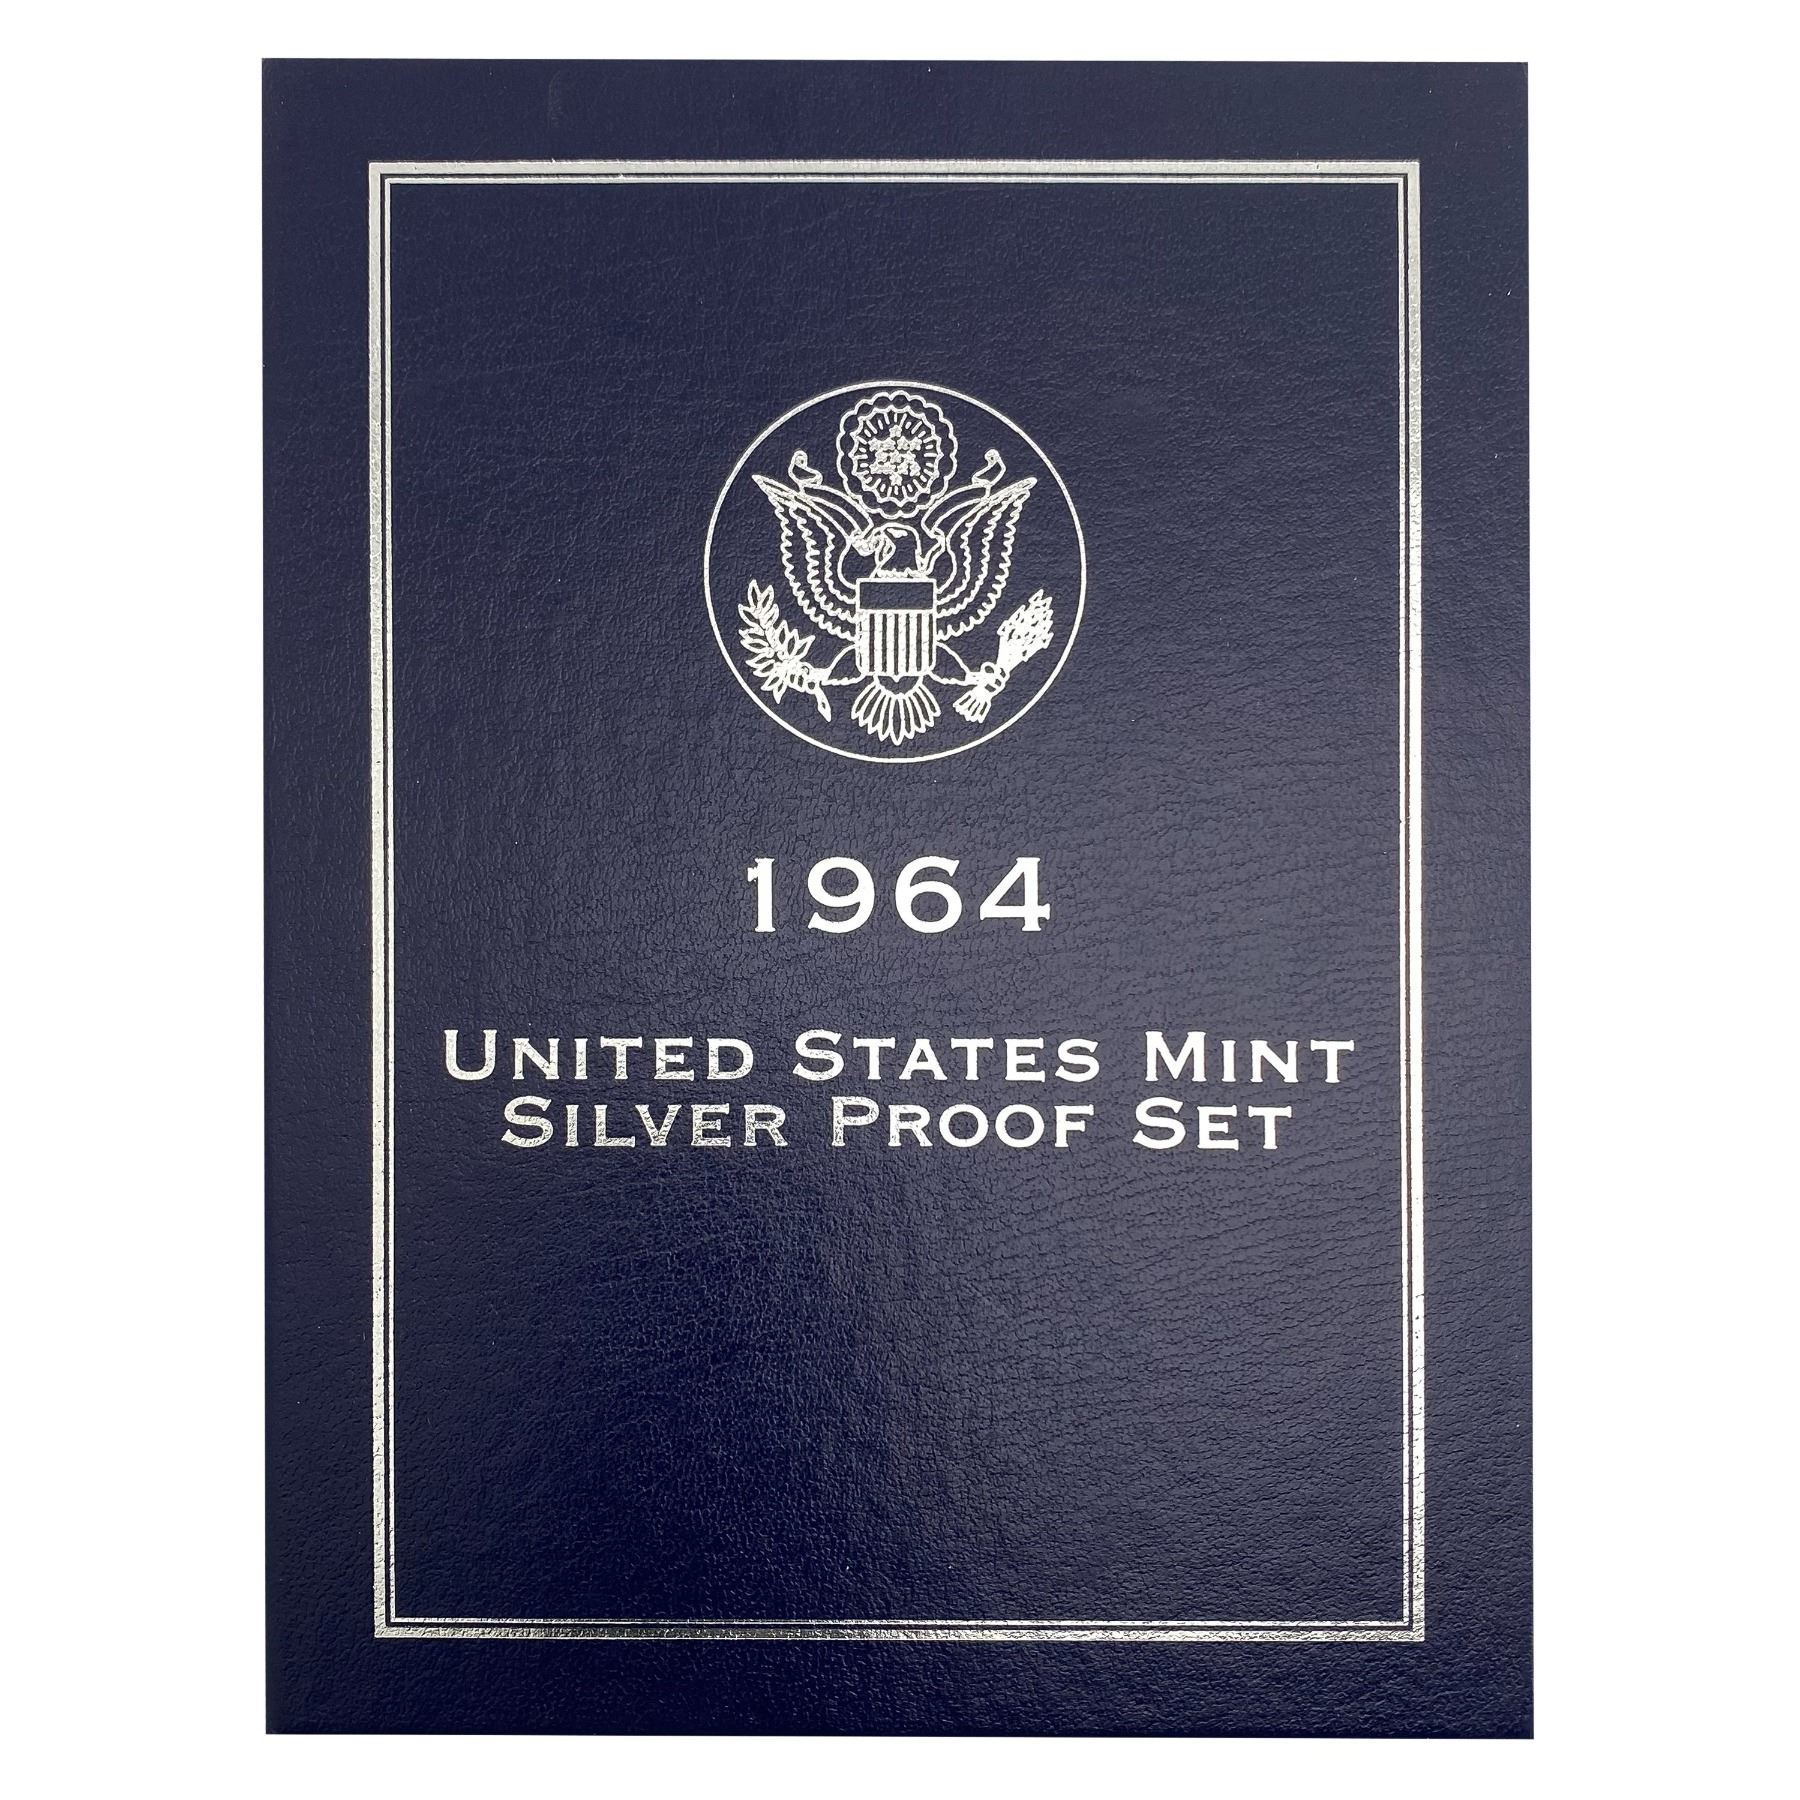 1964
United States Mint
Silver Proof Set